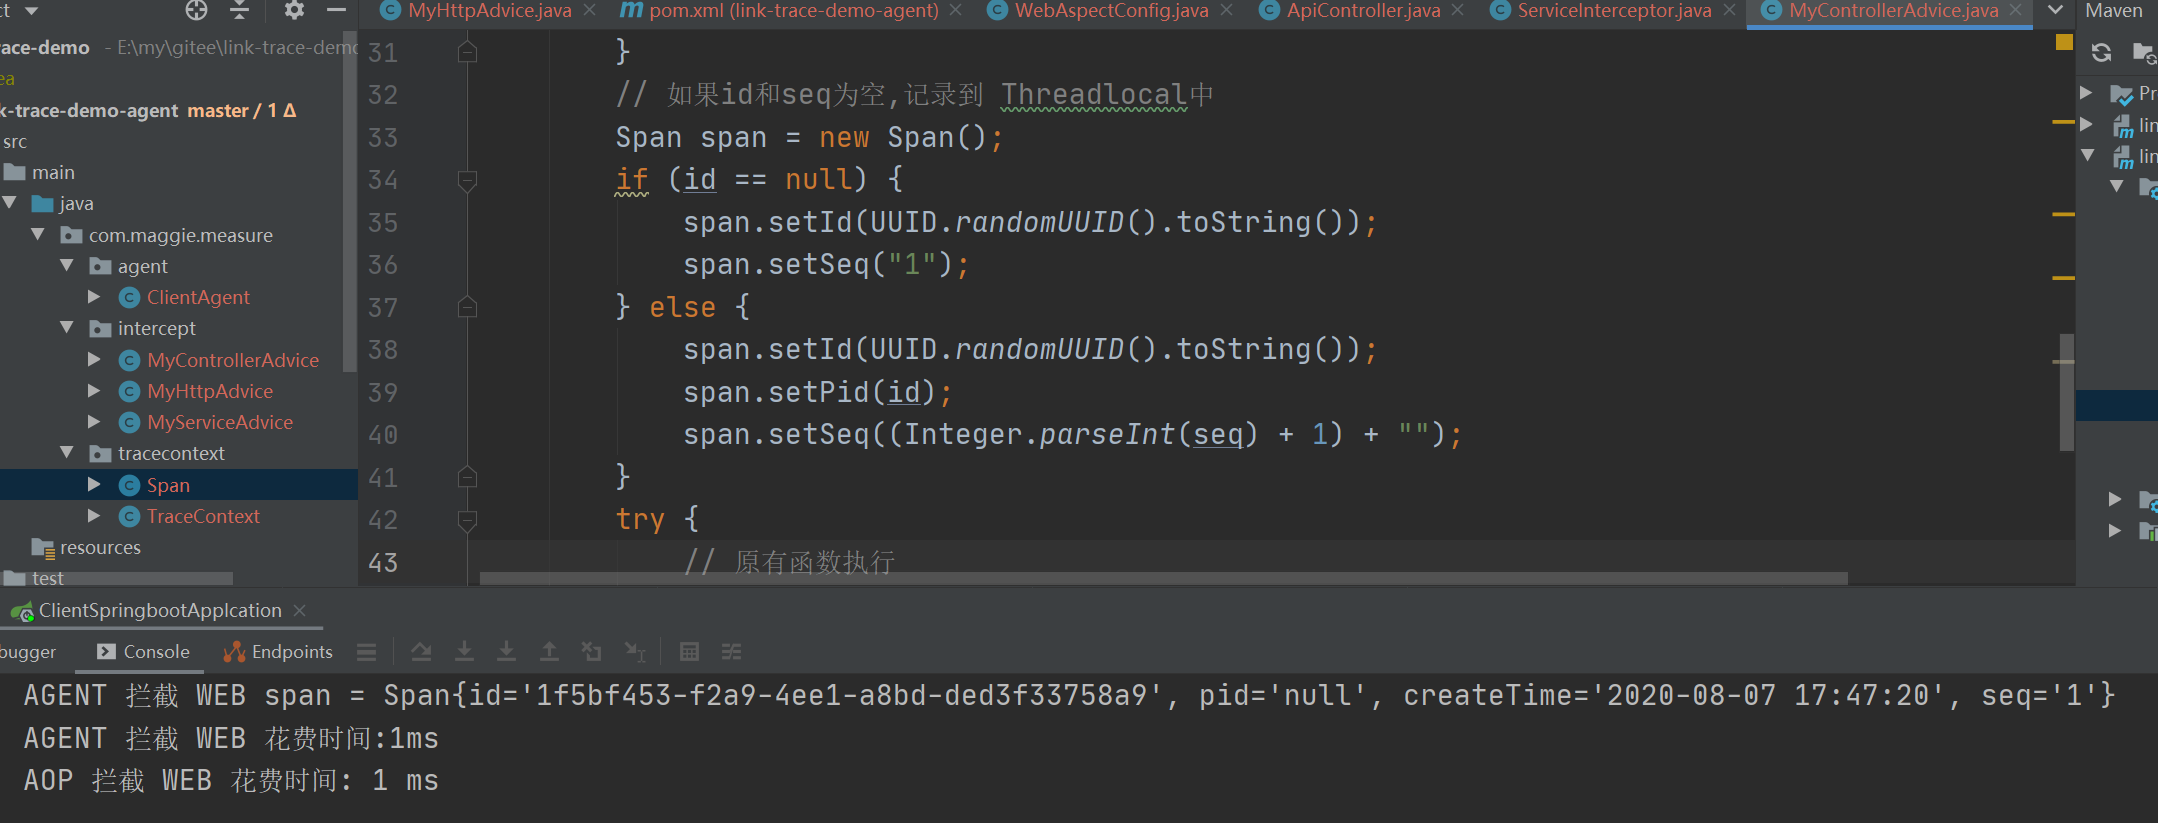 ct
MyHttpAdvice.java
pom.xml (link-trace-demo-agent)
WebAspectConfig.java
ApiController.java
ServiceInterceptor.java
MyControllerAdvice.java
Maven
race-demo - E:\my\gitee\link-trace-demo
ea
k-trace-demo-agent master / 1 Δ
src
main
java
com.maggie.measure
agent
ClientAgent
intercept
MyControllerAdvice
MyHttpAdvice
MyServiceAdvice
tracecontext
Span
TraceContext
resources
test
31 }
32 // 如果id和seq为空,记录到 Threadlocal中
33 Span span = new Span();
34 if (id == null) {
35 span.setId(UUID.randomUUID().toString());
36 span.setSeq("1");
37 } else {
38 span.setId(UUID.randomUUID().toString());
39 span.setPid(id);
40 span.setSeq((Integer.parseInt(seq) + 1) + "");
41 }
42 try {
43 // 原有函数执行
Pr
lin
lin
ClientSpringbootApplcation
bugger
Console
Endpoints
AGENT 拦截 WEB span = Span{id='1f5bf453-f2a9-4ee1-a8bd-ded3f33758a9', pid='null', createTime='2020-08-07 17:47:20', seq='1'}
AGENT 拦截 WEB 花费时间:1ms
AOP 拦截 WEB 花费时间: 1 ms